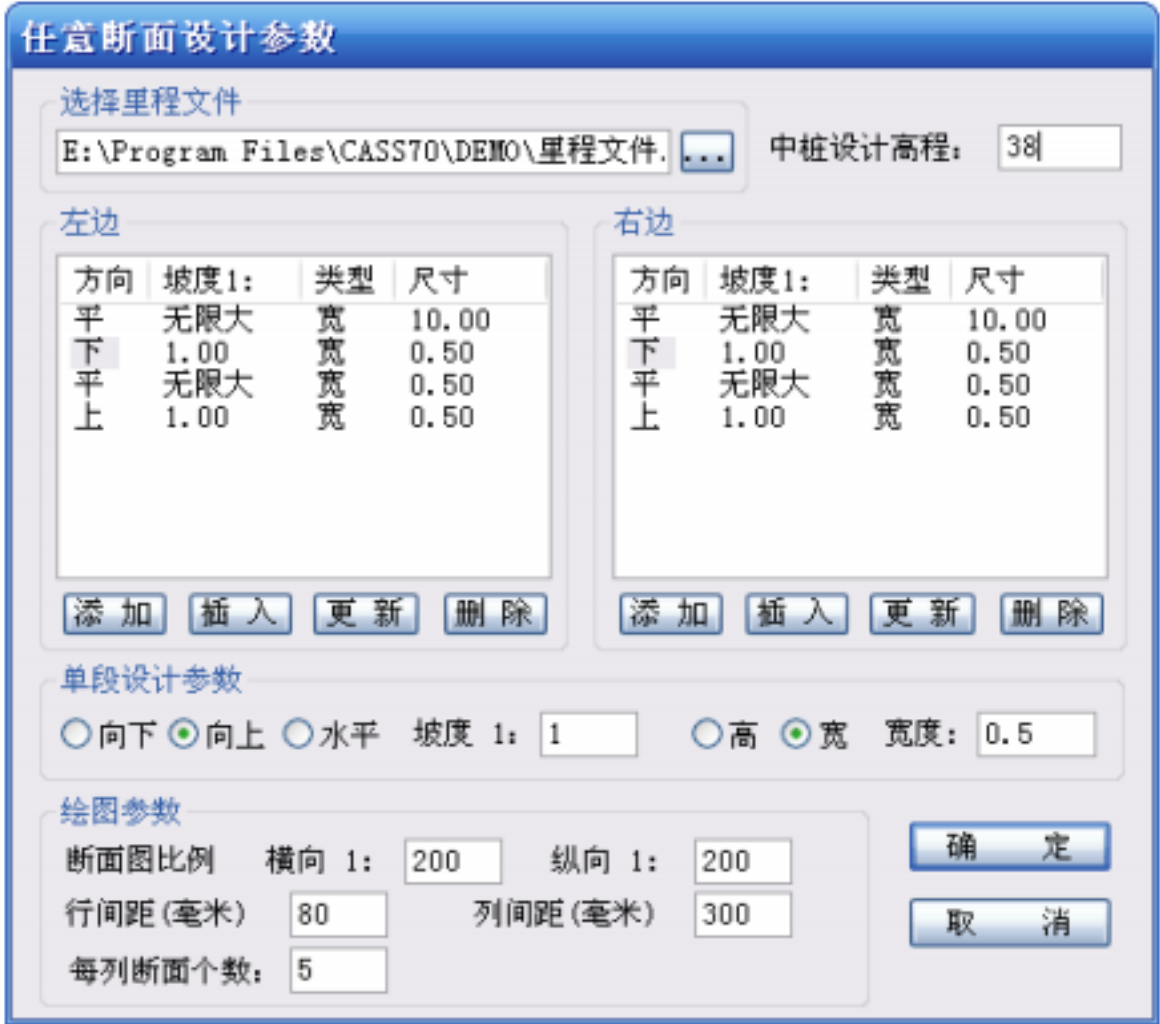 任意断面设计参数
选择里程文件
E:\Program Files\CASS70\DEMO\里程文件. ... 中桩设计高程: 38
左边 右边
方向 坡度1: 类型 尺寸 方向 坡度1: 类型 尺寸
平 无限大 宽 10.00 平 无限大 宽 10.00
下 1.00 宽 0.50 下 1.00 宽 0.50
平 无限大 宽 0.50 平 无限大 宽 0.50
上 1.00 宽 0.50 上 1.00 宽 0.50
添加 插入 更新 删除 添加 插入 更新 删除
单段设计参数
向下 向上 水平 坡度 1: 1 高 宽 宽度: 0.5
绘图参数
断面图比例 横向 1: 200 纵向 1: 200 确 定
行间距(毫米) 80 列间距(毫米) 300 取 消
每列断面个数: 5